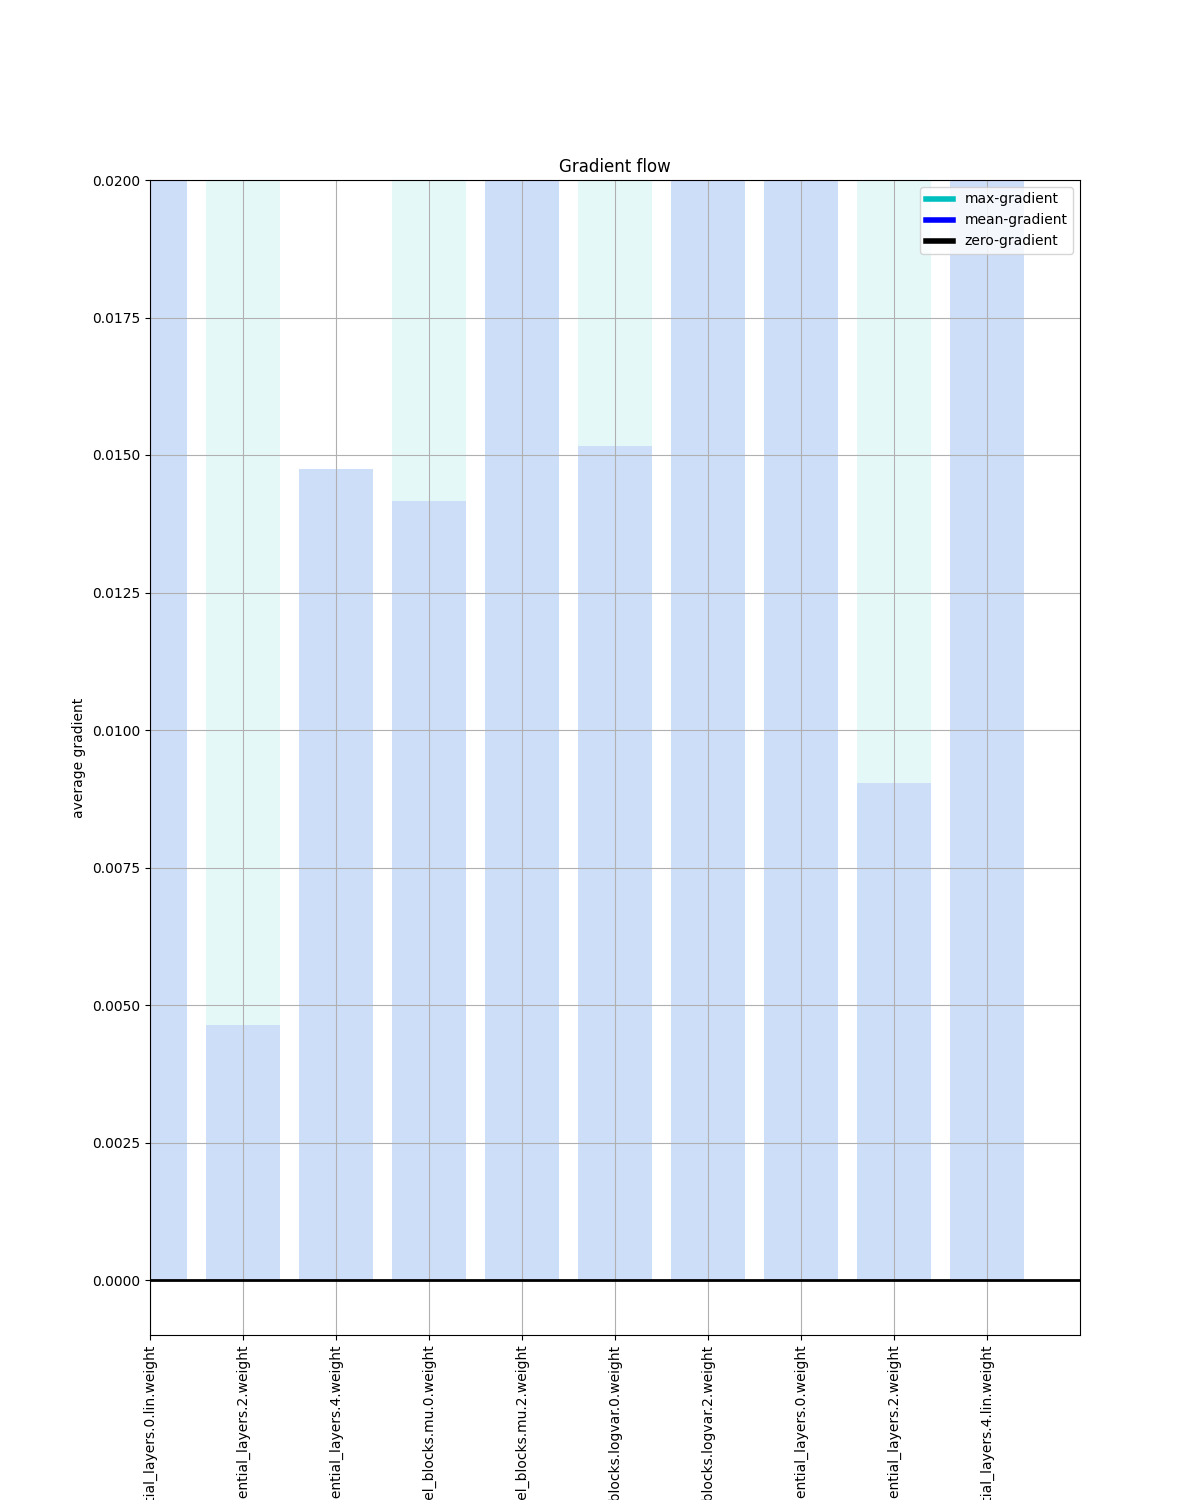 Gradient flow
max-gradient
mean-gradient
zero-gradient
0.0200
0.0175
0.0150
0.0125
0.0100
0.0075
0.0050
0.0025
0.0000
average gradient
tial_layers.0.lin.weight
ential_layers.2.weight
ential_layers.4.weight
el_blocks.mu.0.weight
el_blocks.mu.2.weight
blocks.logvar.0.weight
blocks.logvar.2.weight
ential_layers.0.weight
ential_layers.2.weight
tial_layers.4.lin.weight